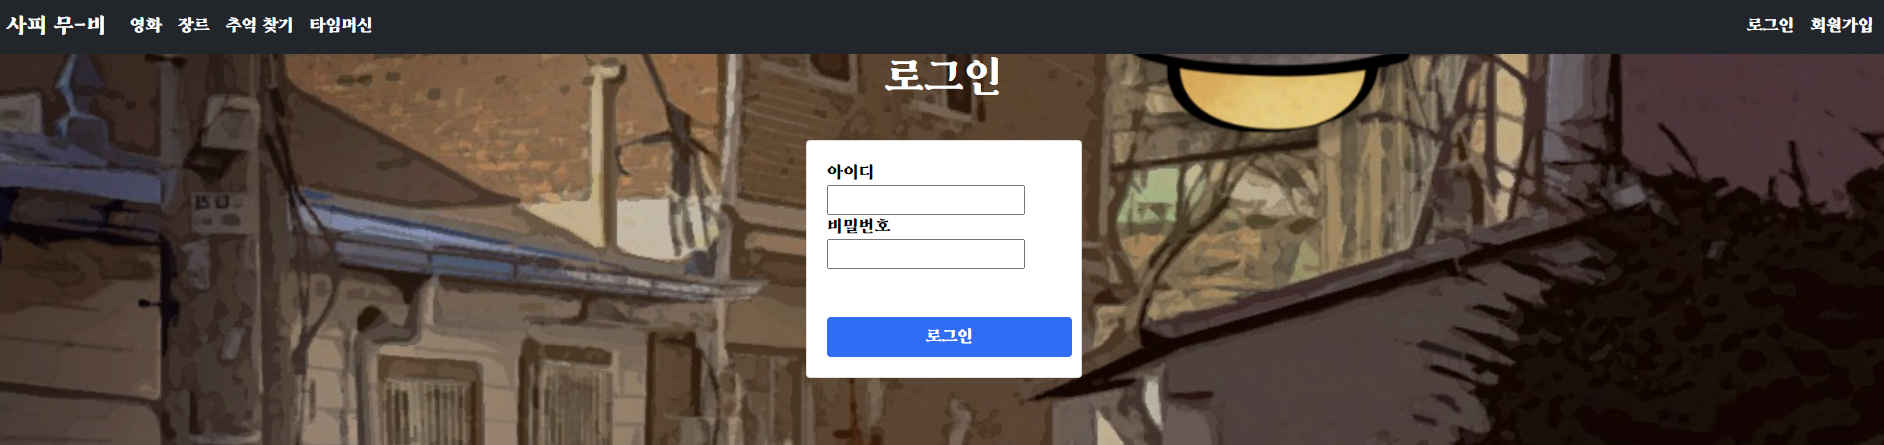 사피 무-비 영화 장르 추억 찾기 타임머신 로그인 회원가입
로그인
아이디
비밀번호
로그인